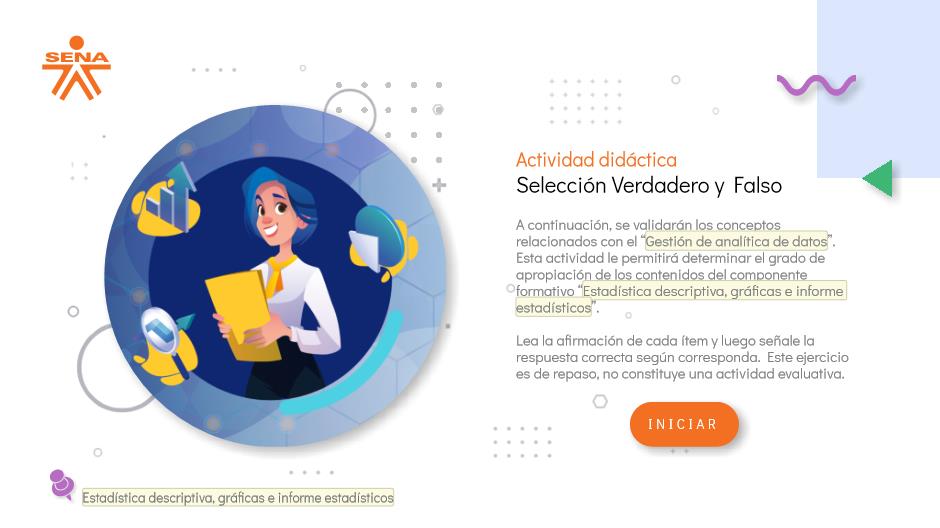 SENA
Actividad didáctica
Selección Verdadero y Falso
A continuación, se validarán los conceptos
relacionados con el “Gestión de analítica de datos”.
Esta actividad le permitirá determinar el grado de
apropiación de los contenidos del componente
formativo “Estadística descriptiva, gráficas e informe
estadísticos”.
Lea la afirmación de cada ítem y luego señale la
respuesta correcta según corresponda. Este ejercicio
es de repaso, no constituye una actividad evaluativa.
INICIAR
Estadística descriptiva, gráficas e informe estadísticos